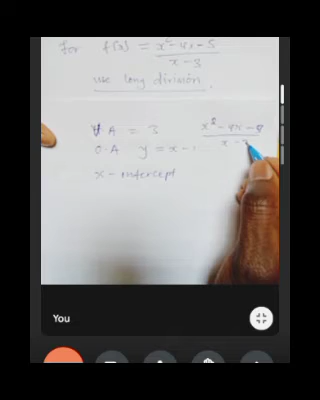 For f(x) = x²-4x-5
x-3
use long division.
V.A = 3
x²-4x-5
O.A y = x-1
x-3
x-intercept
You